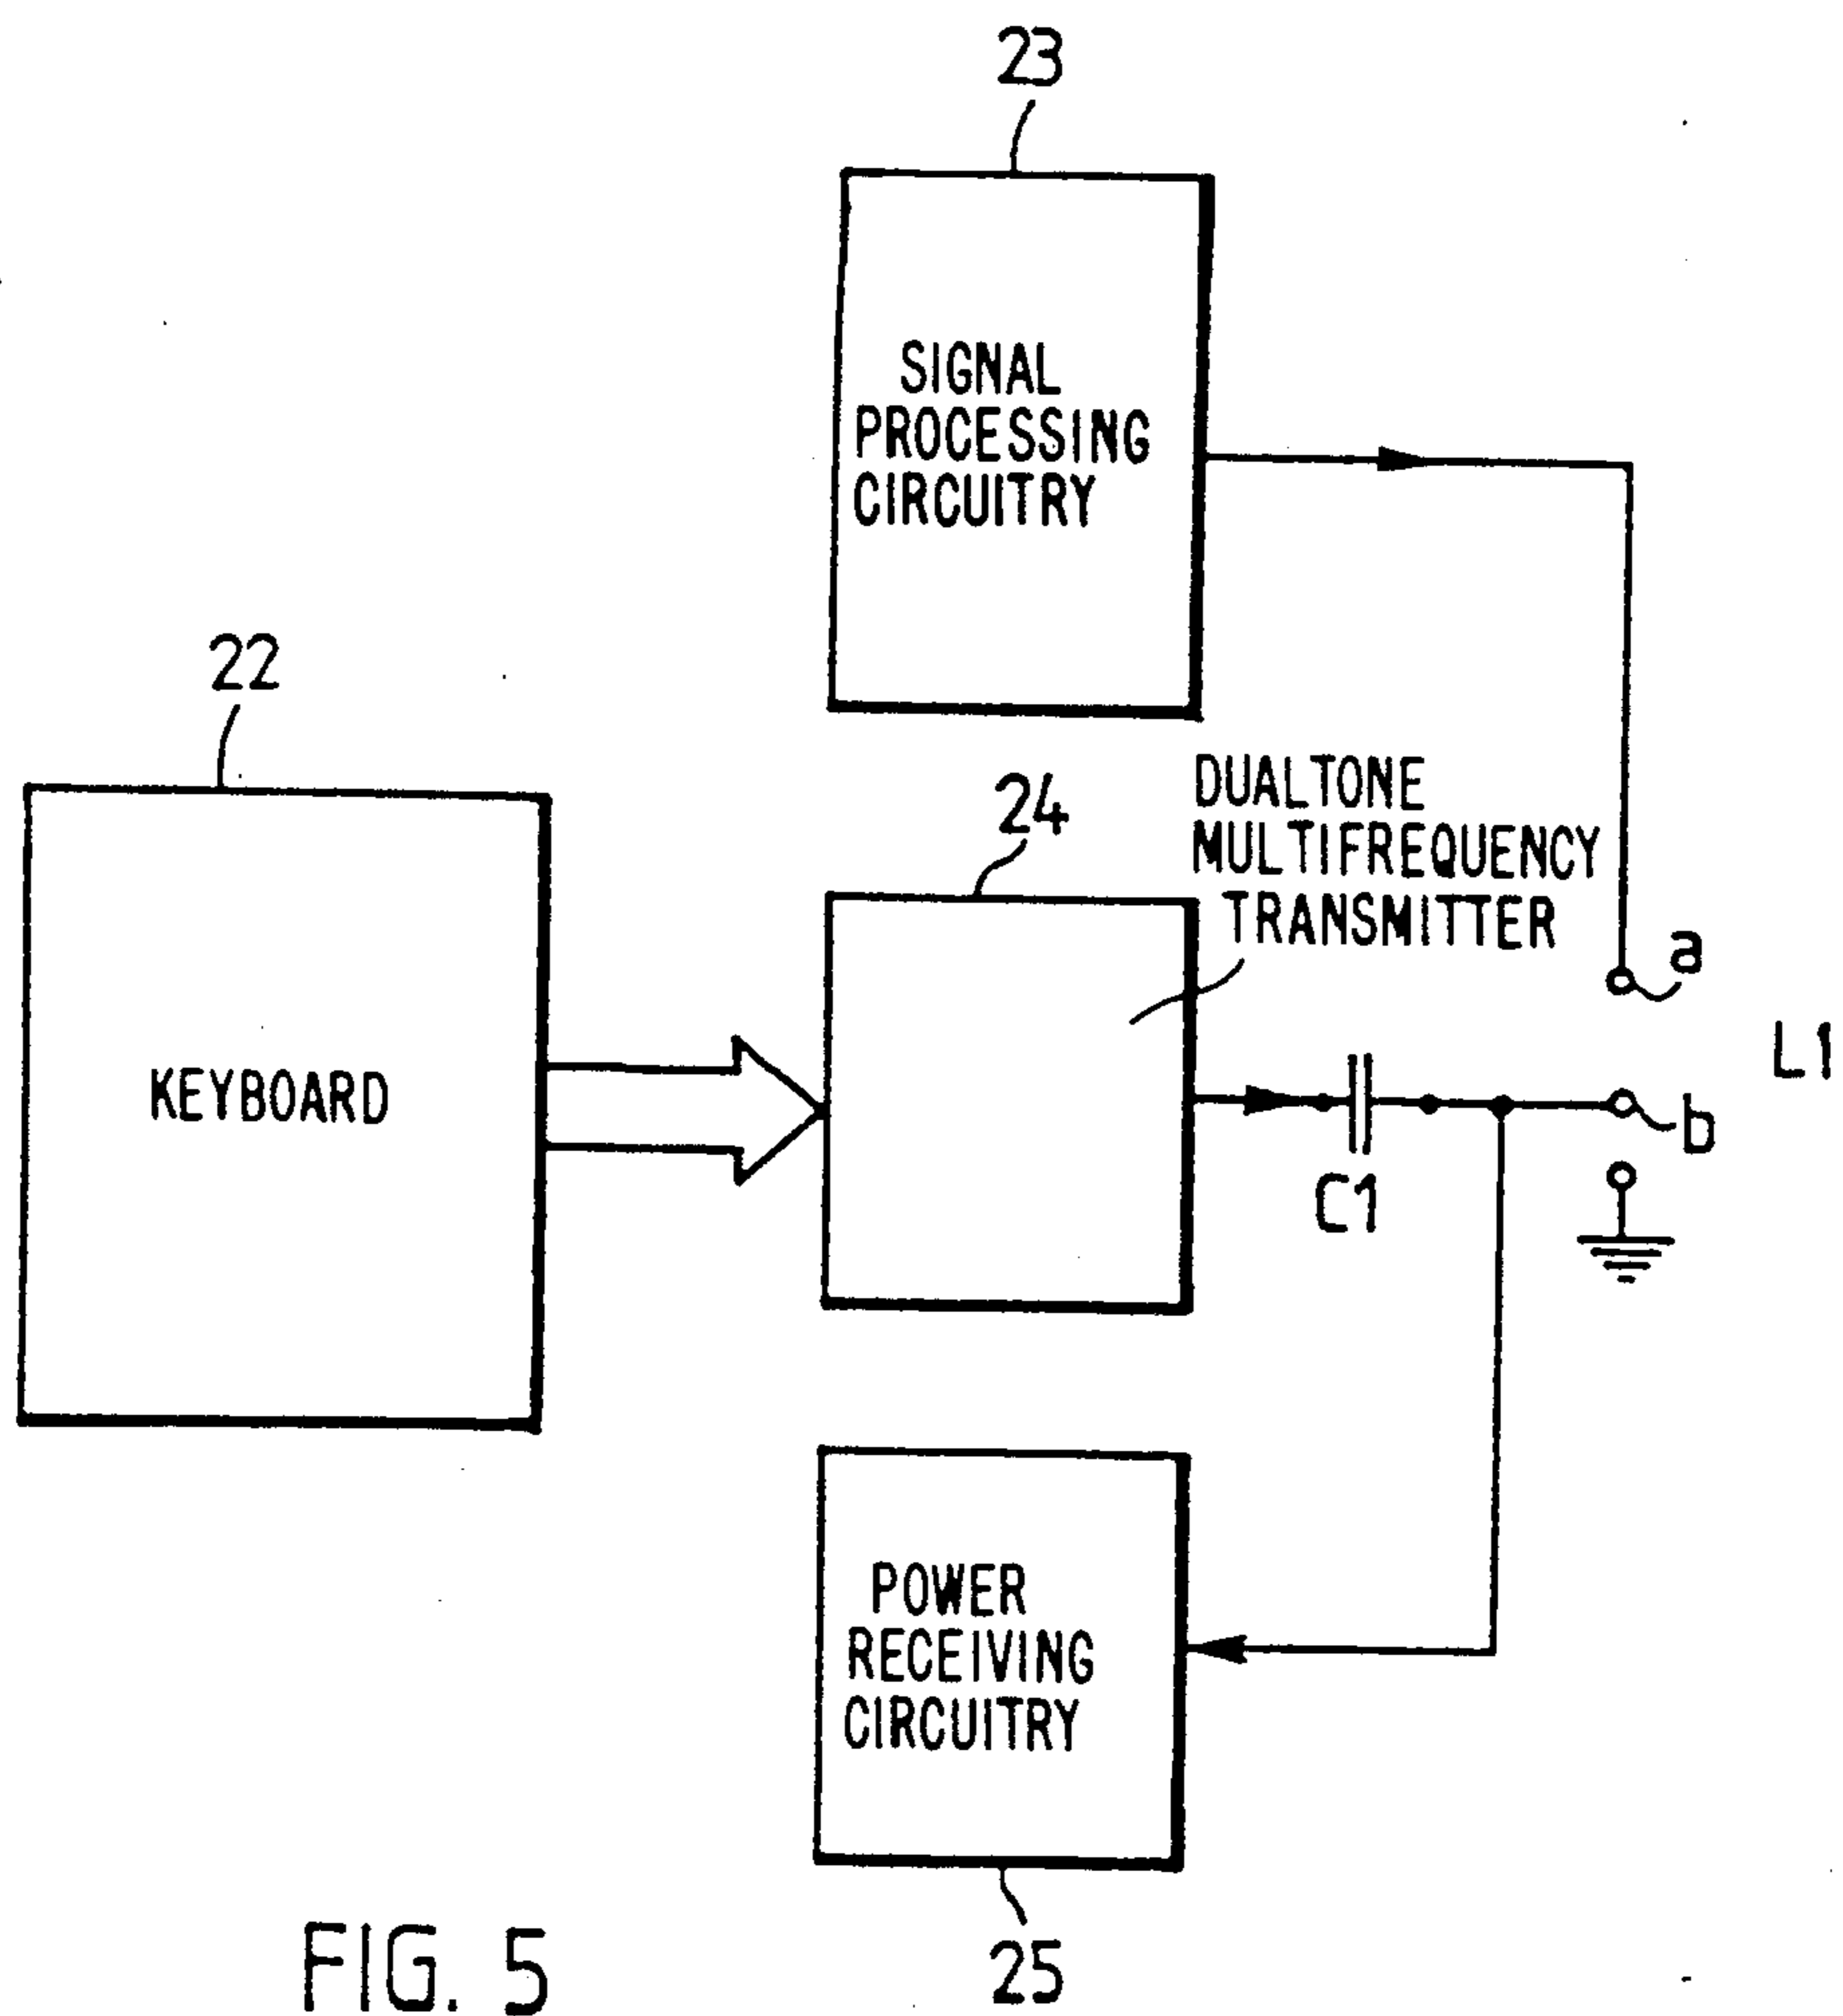 23
SIGNAL
PROCESSING
CIRCUITRY
22
24
DUALTONE
MULTIFREQUENCY
TRANSMITTER
a
L1
KEYBOARD
b
C1
POWER
RECEIVING
CIRCUITRY
25
FIG. 5